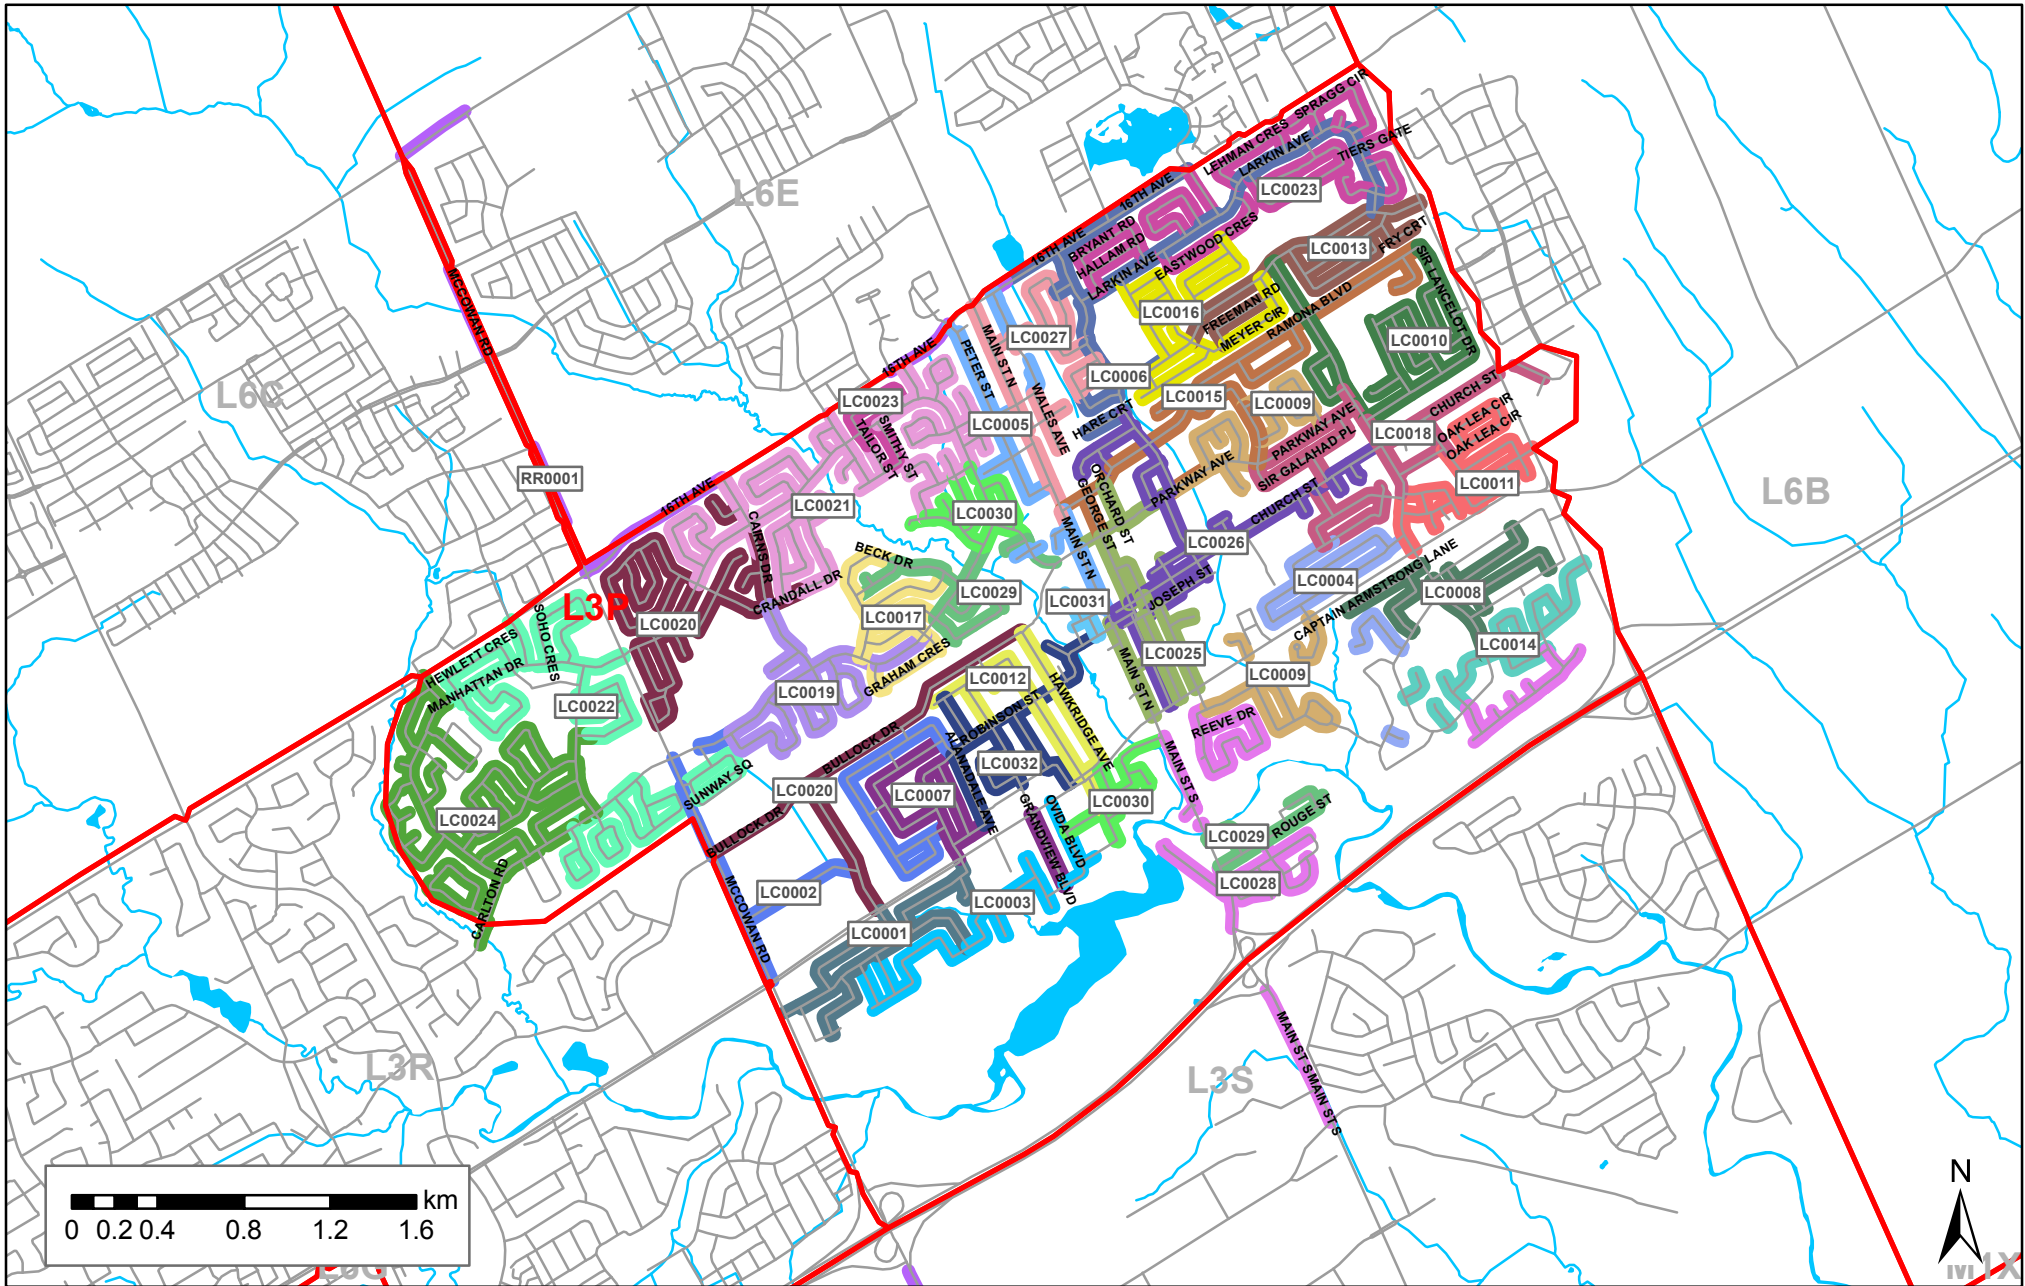 SPRAGG CIR
LEHMAN CRES
LARKIN AVE
TIERS GATE
L6E
16TH AVE
LC0023
BRYANT RD
HALLAM RD
16TH AVE
EASTWOOD CRES
LC0013
FRY CRT
LARKIN AVE
SIR LANCELOT DR
MCCOWAN RD
FREEMAN RD
RAMONA BLVD
LC0016
MEYER CIR
LC0010
LC0027
MAIN ST N
PETER ST
16TH AVE
L6C
LC0006
LC0023
LC0015
LC0009
CHURCH ST
WALES AVE
HARE CRT
LC0005
PARKWAY AVE
OAK LEA CIR
LC0018
OAK LEA CIR
SMITHY ST
TAILOR ST
SIR GALAHAD PL
RR0001
16TH AVE
LC0021
PARKWAY AVE
LC0011
L6B
ORCHARD ST
GEORGE ST
CHURCH ST
LC0030
MAIN ST N
LC0026
CAIRNS DR
BECK DR
CRANDALL DR
LC0029
LC0031
JOSEPH ST
LC0004
CAPTAIN ARMSTRONG LANE
LC0008
L3P
LC0020
LC0017
SOHO CRES
HEWLETT CRES
MANHATTAN DR
LC0014
LC0025
GRAHAM CRES
MAIN ST N
LC0009
LC0012
LC0019
LC0022
HAWKRIDGE AVE
ROBINSON ST
REEVE DR
BULLOCK DR
ALANADALE AVE
LC0032
MAIN ST S
SUNWAY SQ
LC0020
LC0007
LC0030
LC0024
BULLOCK DR
GRANDVIEW BLVD
OVIDA BLVD
LC0029
ROUGE ST
LC0028
CARLTON RD
LC0002
LC0003
MCCOWAN RD
LC0001
L3R
L3S
MAIN ST S
MAIN ST S
N
km
0 0.2 0.4 0.8 1.2 1.6
M1X